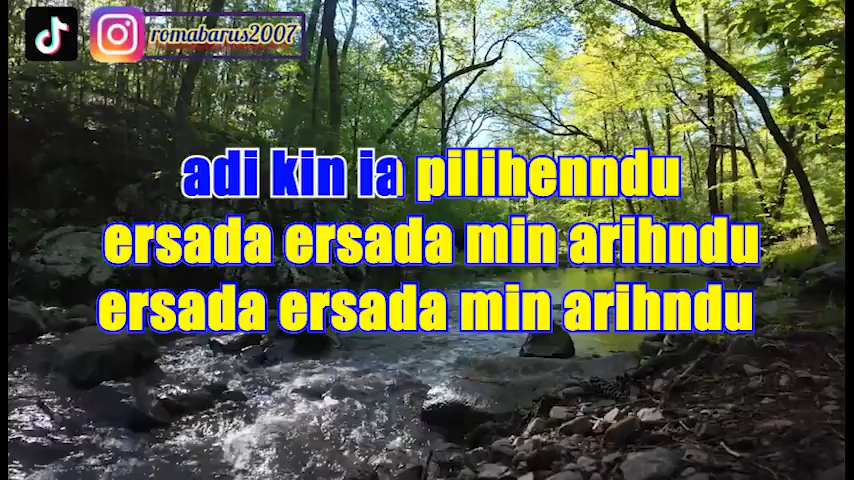 romabarus2007
adi kin ia pilihenndu
ersada ersada min arihndu
ersada ersada min arihndu